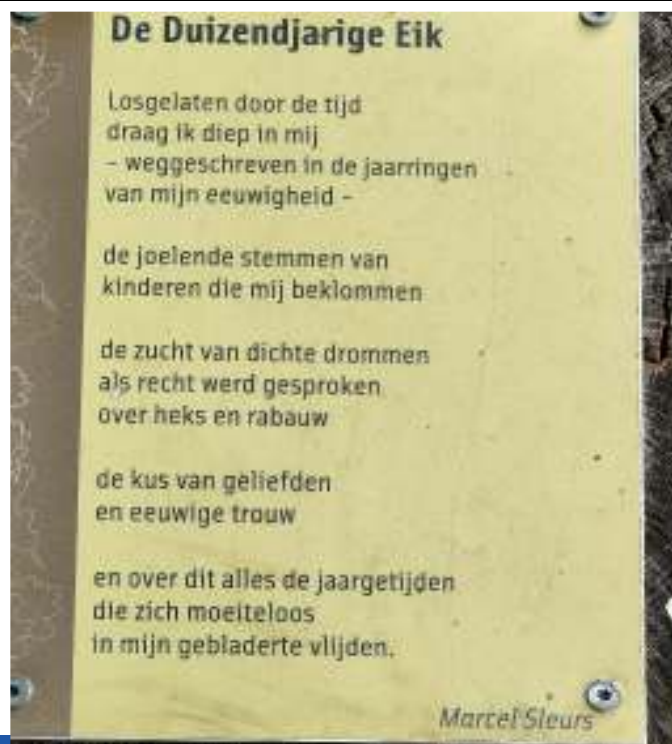 De Duizendjarige Eik
Losgelaten door de tijd
draag ik diep in mij
– weggeschreven in de jaarringen
van mijn eeuwigheid –
de joelende stemmen van
kinderen die mij beklommen
de zucht van dichte drommen
als recht werd gesproken
over heks en rabauw
de kus van geliefden
en eeuwige trouw
en over dit alles de jaargetijden
die zich moeiteloos
in mijn gebladerte vlijden.
Marcel Sleurs